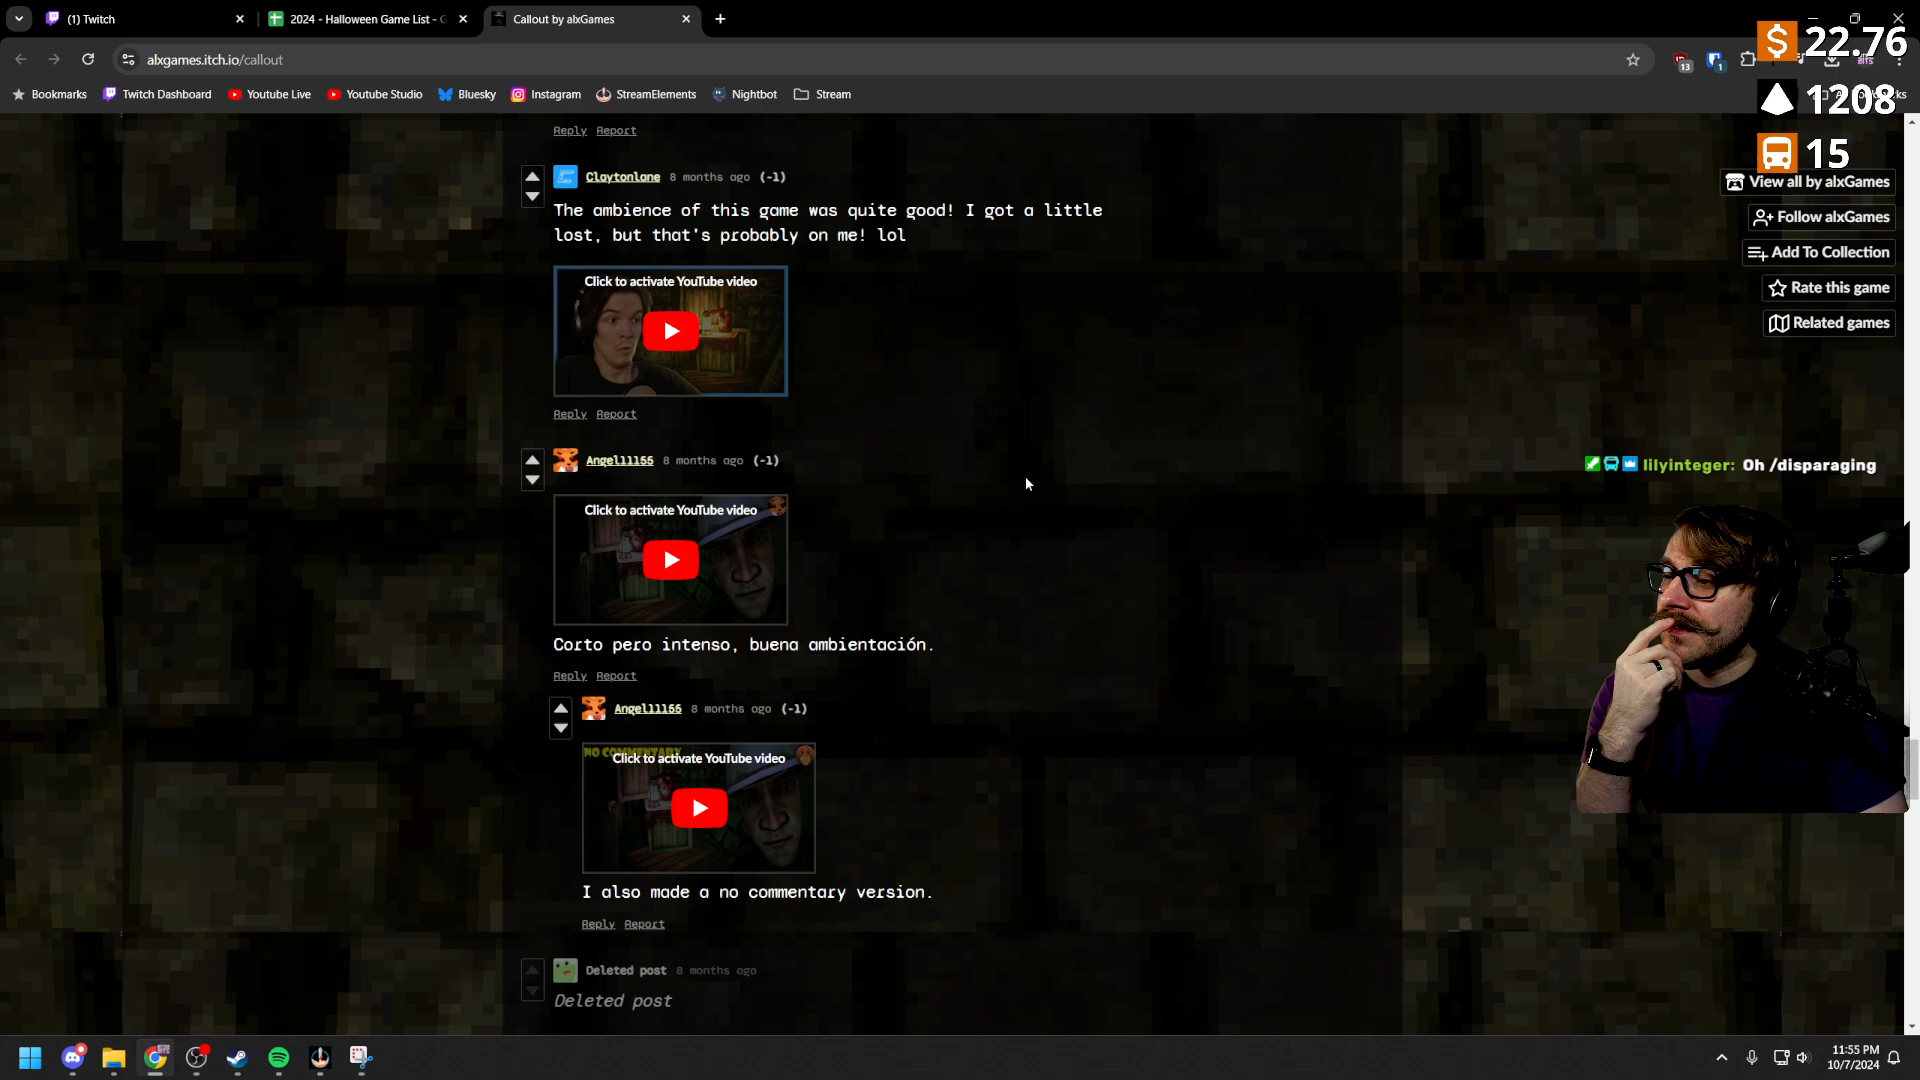 (1) Twitch
2024 - Halloween Game List - G
Callout by alxGames
alxgames.itch.io/callout
13
1
22.76
Bookmarks
Twitch Dashboard
Youtube Live
Youtube Studio
Bluesky
Instagram
StreamElements
Nightbot
Stream
1208
15
View all by alxGames
Follow alxGames
Add To Collection
Rate this game
Related games
Reply Report
Claytonlane 8 months ago (-1)
The ambience of this game was quite good! I got a little
lost, but that's probably on me! lol
Click to activate YouTube video
Reply Report
Angel11155 8 months ago (-1)
Click to activate YouTube video
Corto pero intenso, buena ambientación.
Reply Report
Angel11155 8 months ago (-1)
NO COMMENTARY
Click to activate YouTube video
I also made a no commentary version.
Reply Report
Deleted post 8 months ago
Deleted post
lilyinteger: Oh /disparaging
11:55 PM
10/7/2024